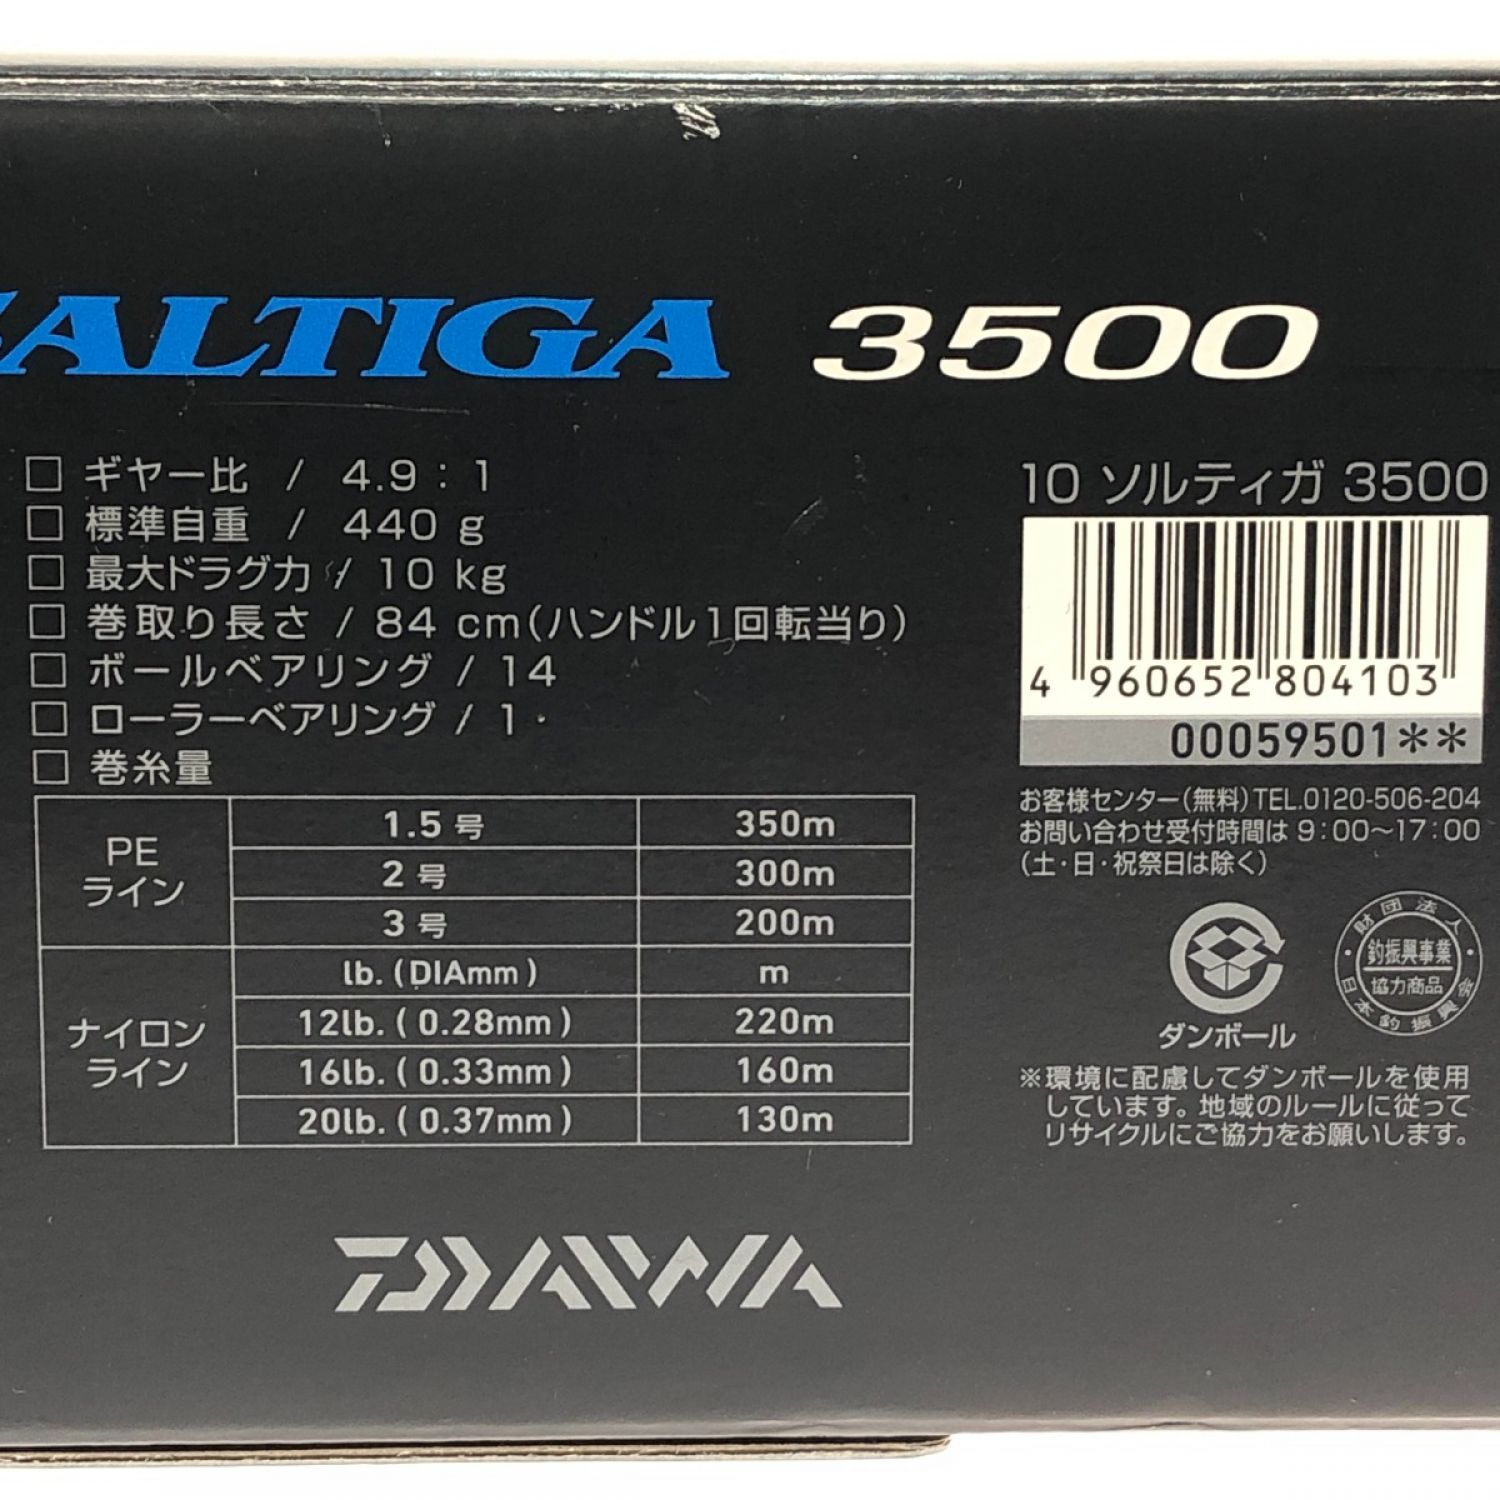 SALTIGA 3500
□ ギヤー比 / 4.9:1
□ 標準自重 / 440 g
□ 最大ドラグ力 / 10 kg
□ 巻取り長さ / 84 cm(ハンドル1回転当り)
□ ボールベアリング / 14
□ ローラーベアリング / 1
□ 巻糸量
PEライン
1.5号 350m
2号 300m
3号 200m
ナイロンライン
lb.(DIAmm) m
12lb.(0.28mm) 220m
16lb.(0.33mm) 160m
20lb.(0.37mm) 130m
DAIWA
10 ソルティガ 3500
4 960652 804103
00059501**
お客様センター(無料)TEL.0120-506-204
お問い合わせ受付時間は 9:00〜17:00
(土・日・祝祭日は除く)
ダンボール
財団法人
釣振興事業
協力商品
日本釣振興会
※環境に配慮してダンボールを使用
しています。地域のルールに従って
リサイクルにご協力をお願いします。